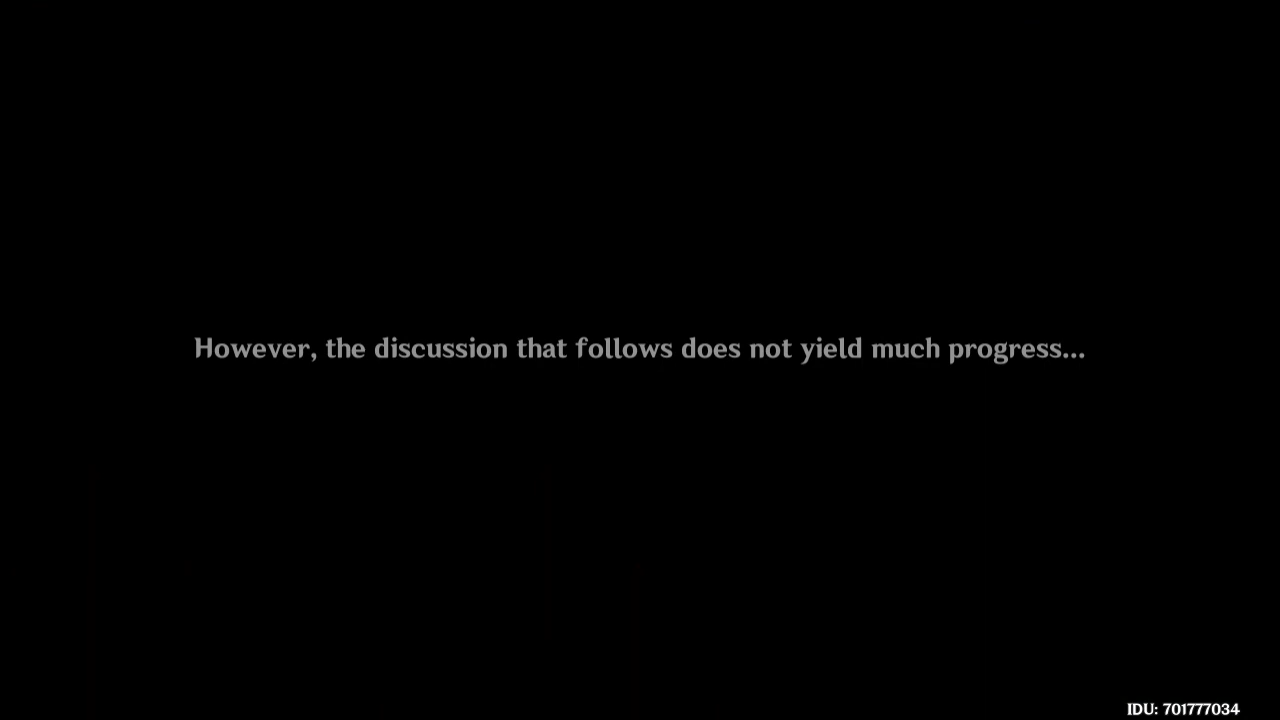 However, the discussion that follows does not yield much progress...
IDU: 701777034